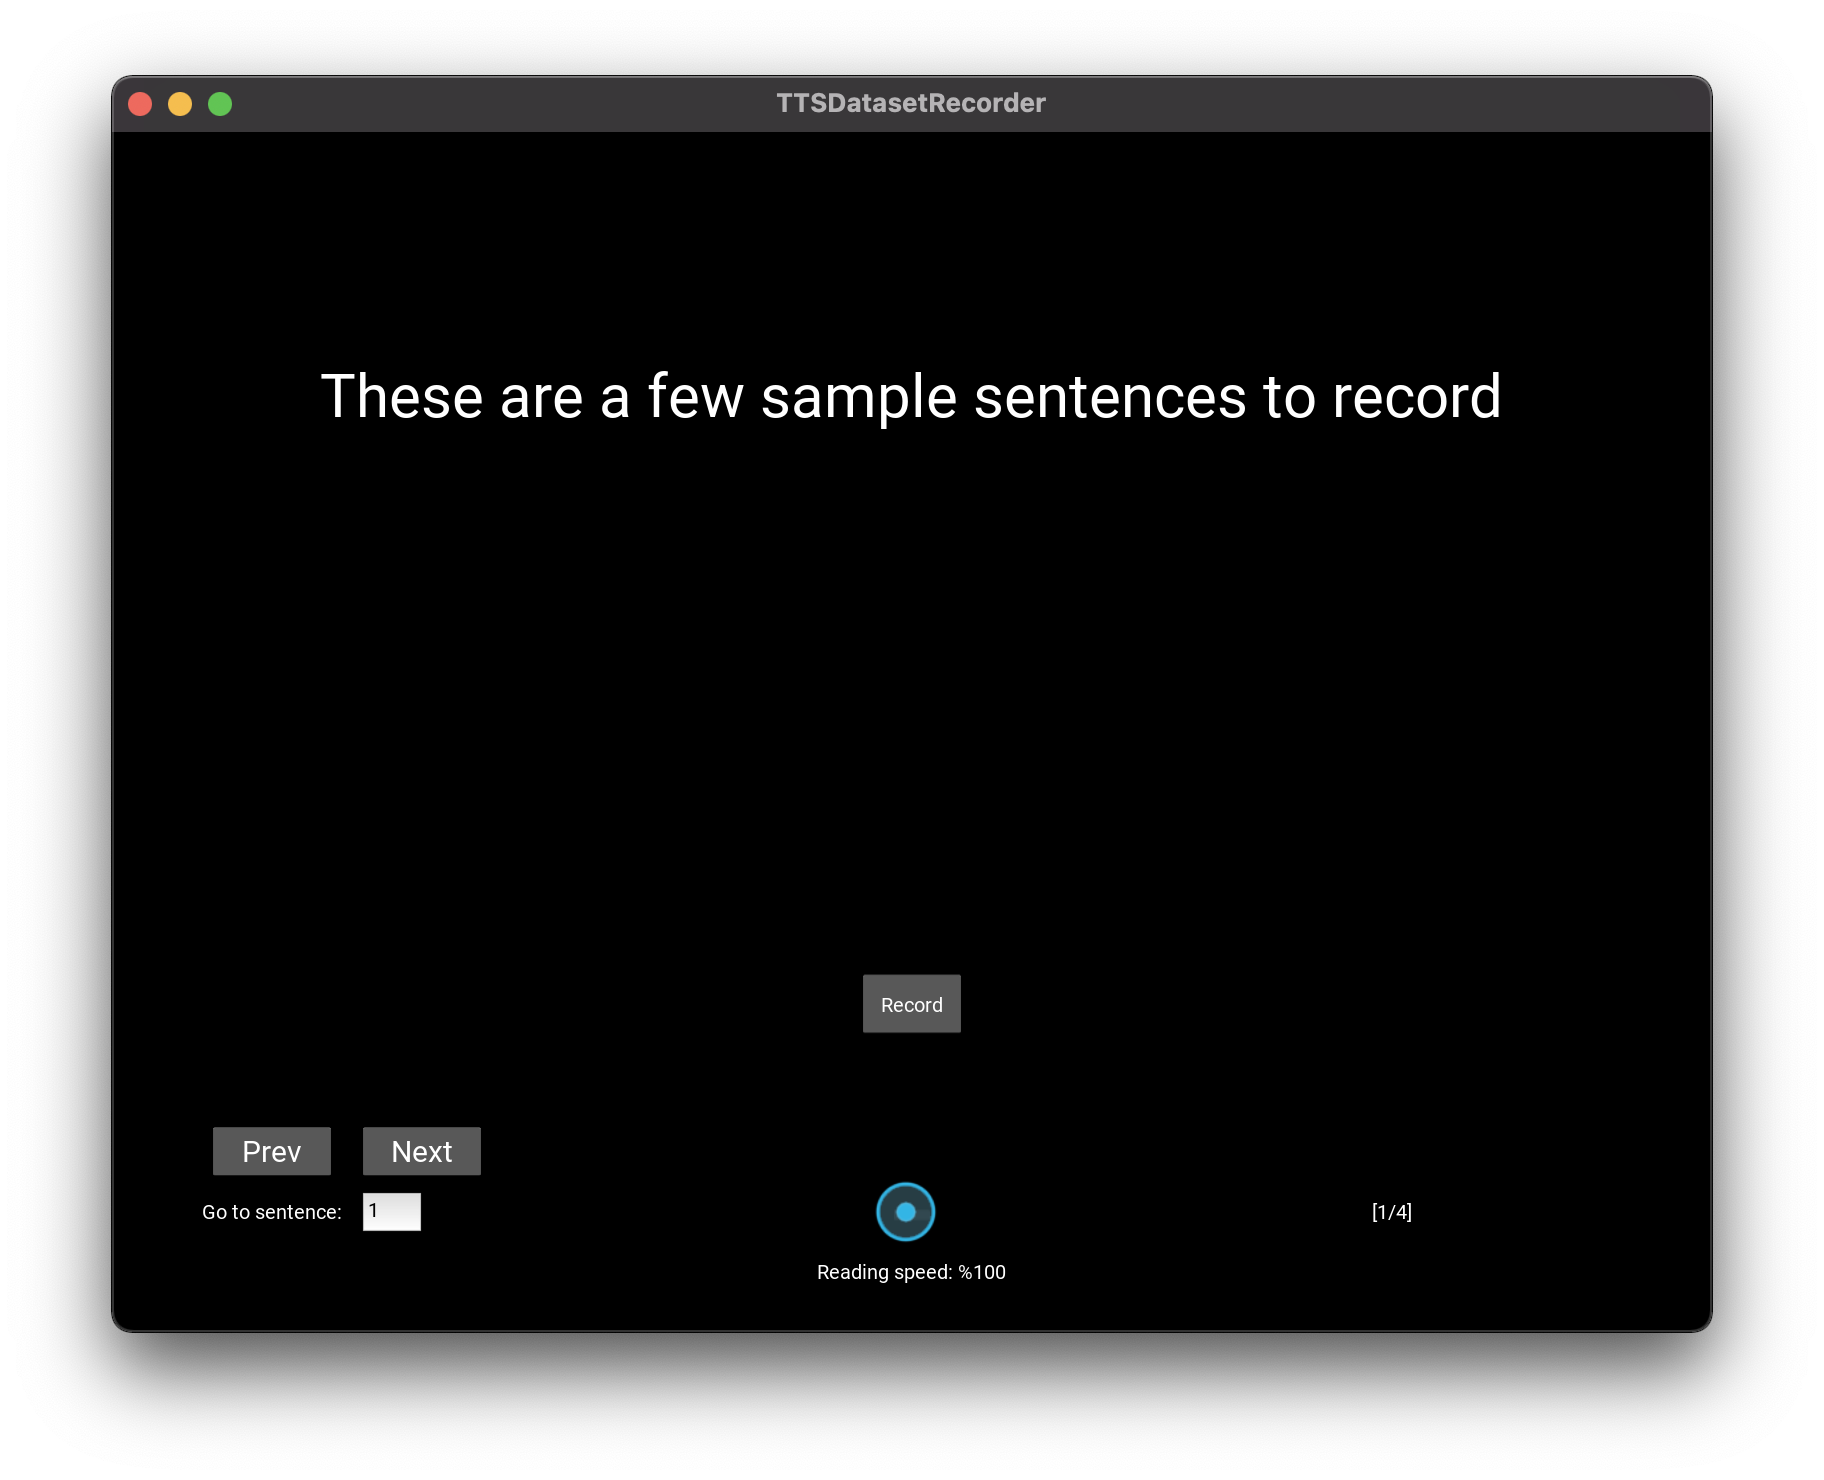 TTSDatasetRecorder
These are a few sample sentences to record
Record
Prev Next
Go to sentence: 1
[1/4]
Reading speed: %100